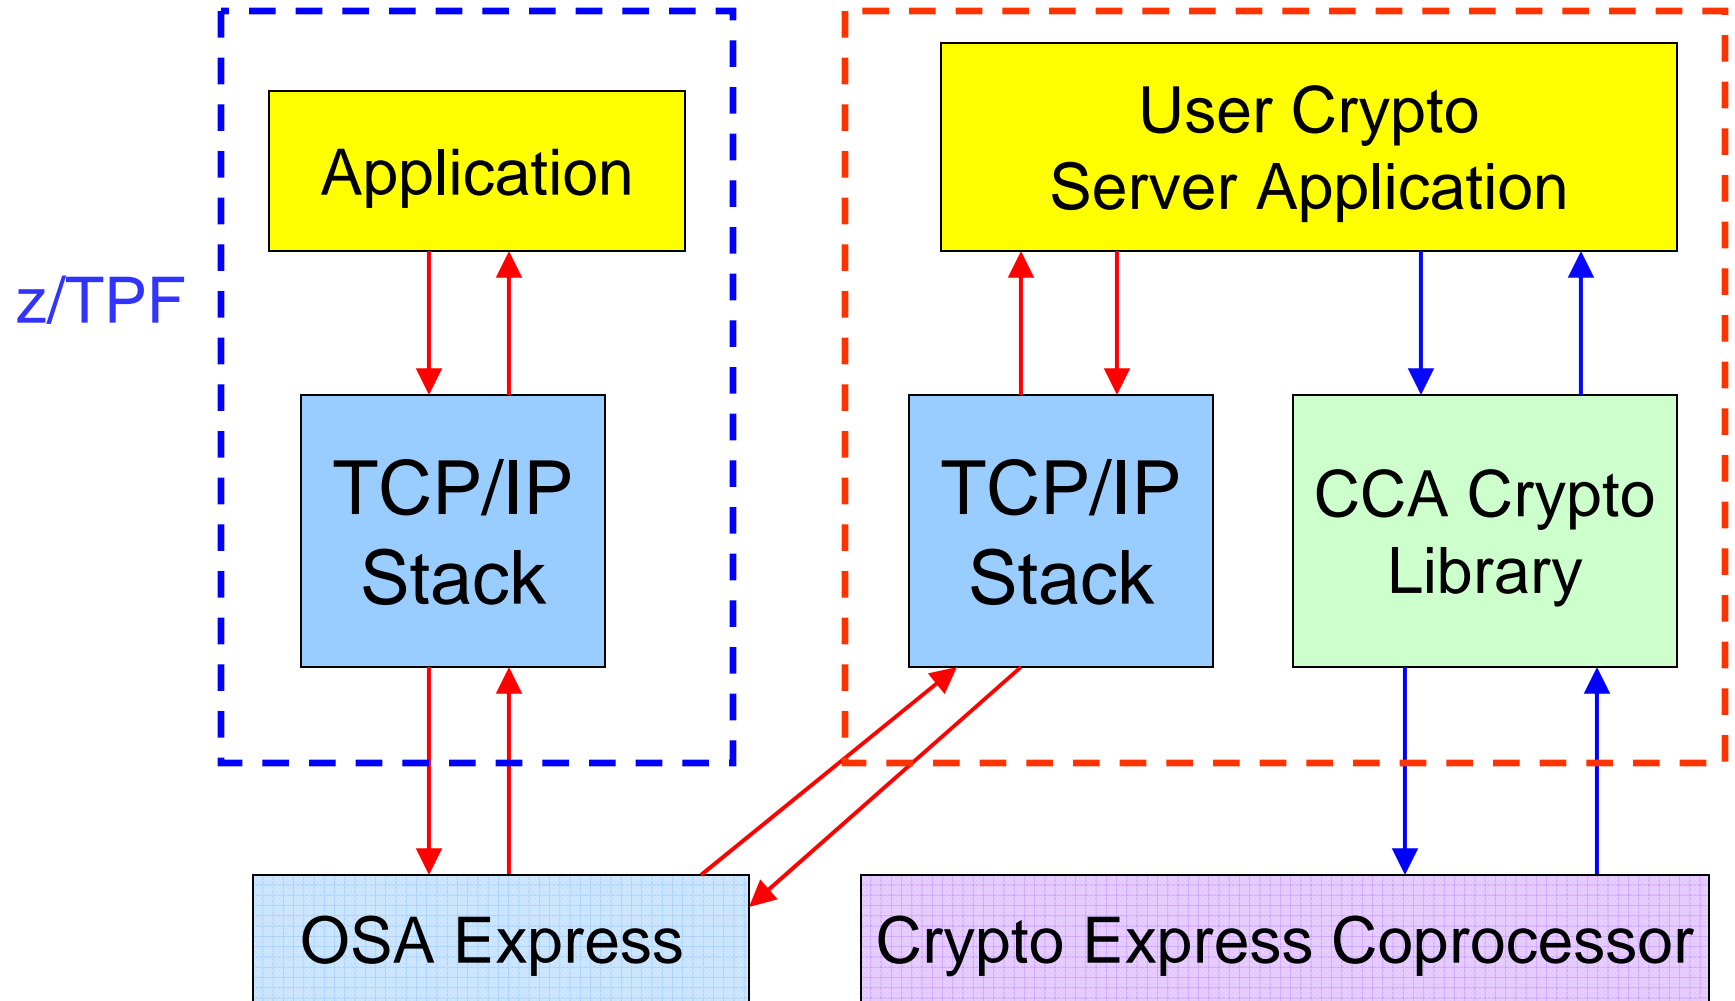 User Crypto
Server Application
Application
z/TPF
TCP/IP
Stack
TCP/IP
Stack
CCA Crypto
Library
OSA Express
Crypto Express Coprocessor